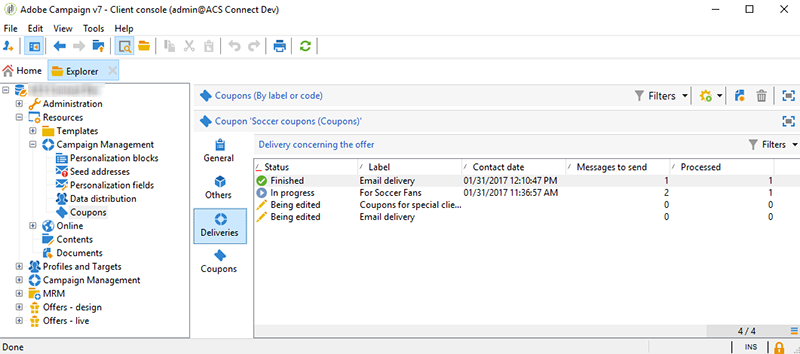 Adobe Campaign v7 - Client console (admin@ACS Connect Dev)
File Edit View Tools Help
Home Explorer
Administration
Resources
Templates
Campaign Management
Personalization blocks
Seed addresses
Personalization fields
Data distribution
Coupons
Online
Contents
Documents
Profiles and Targets
Campaign Management
MRM
Offers - design
Offers - live
Coupons (By label or code) Filters
Coupon 'Soccer coupons (Coupons)'
General
Others
Deliveries
Coupons
Delivery concerning the offer Filters
Status Label Contact date Messages to send Processed
Finished Email delivery 01/31/2017 12:10:47 PM 1 1
In progress For Soccer Fans 01/31/2017 11:36:57 AM 2 1
Being edited Coupons for special clie... 0 0
Being edited Email delivery 0 0
4 / 4
Done INS